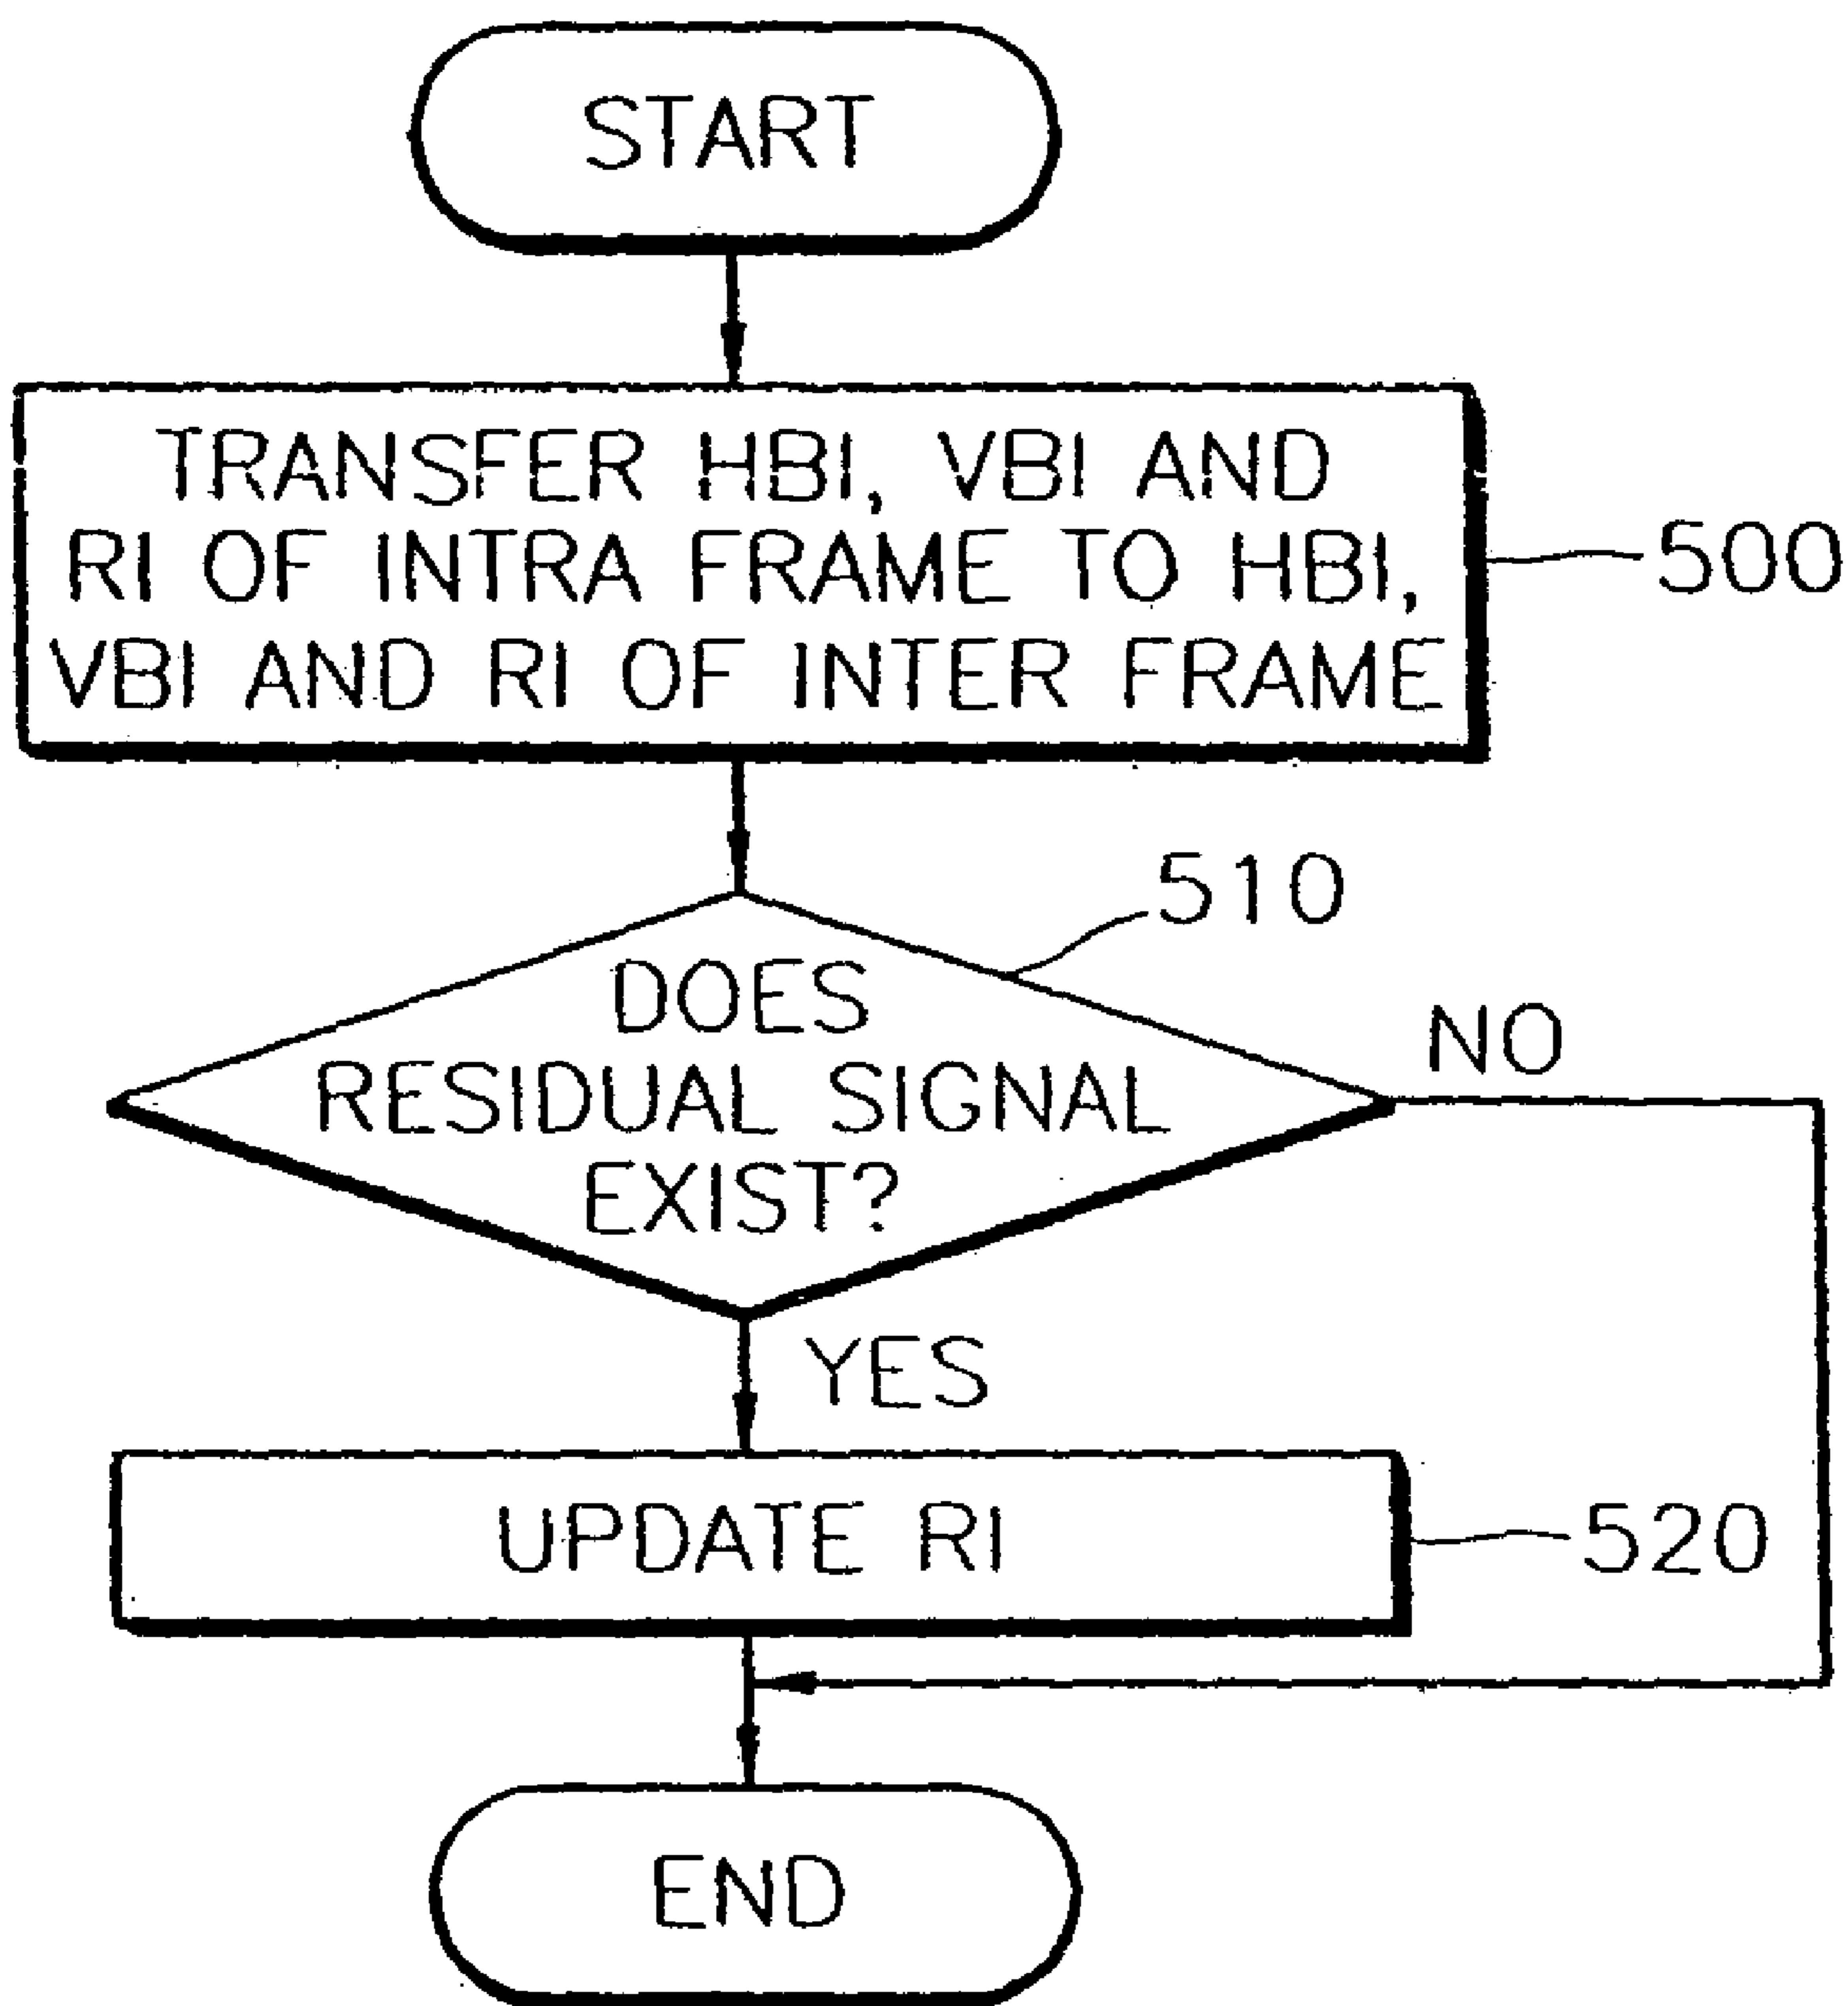 START
TRANSFER HBI, VBI AND
RI OF INTRA FRAME TO HBI,
VBI AND RI OF INTER FRAME
500
510
DOES
RESIDUAL SIGNAL
EXIST?
NO
YES
UPDATE RI
520
END